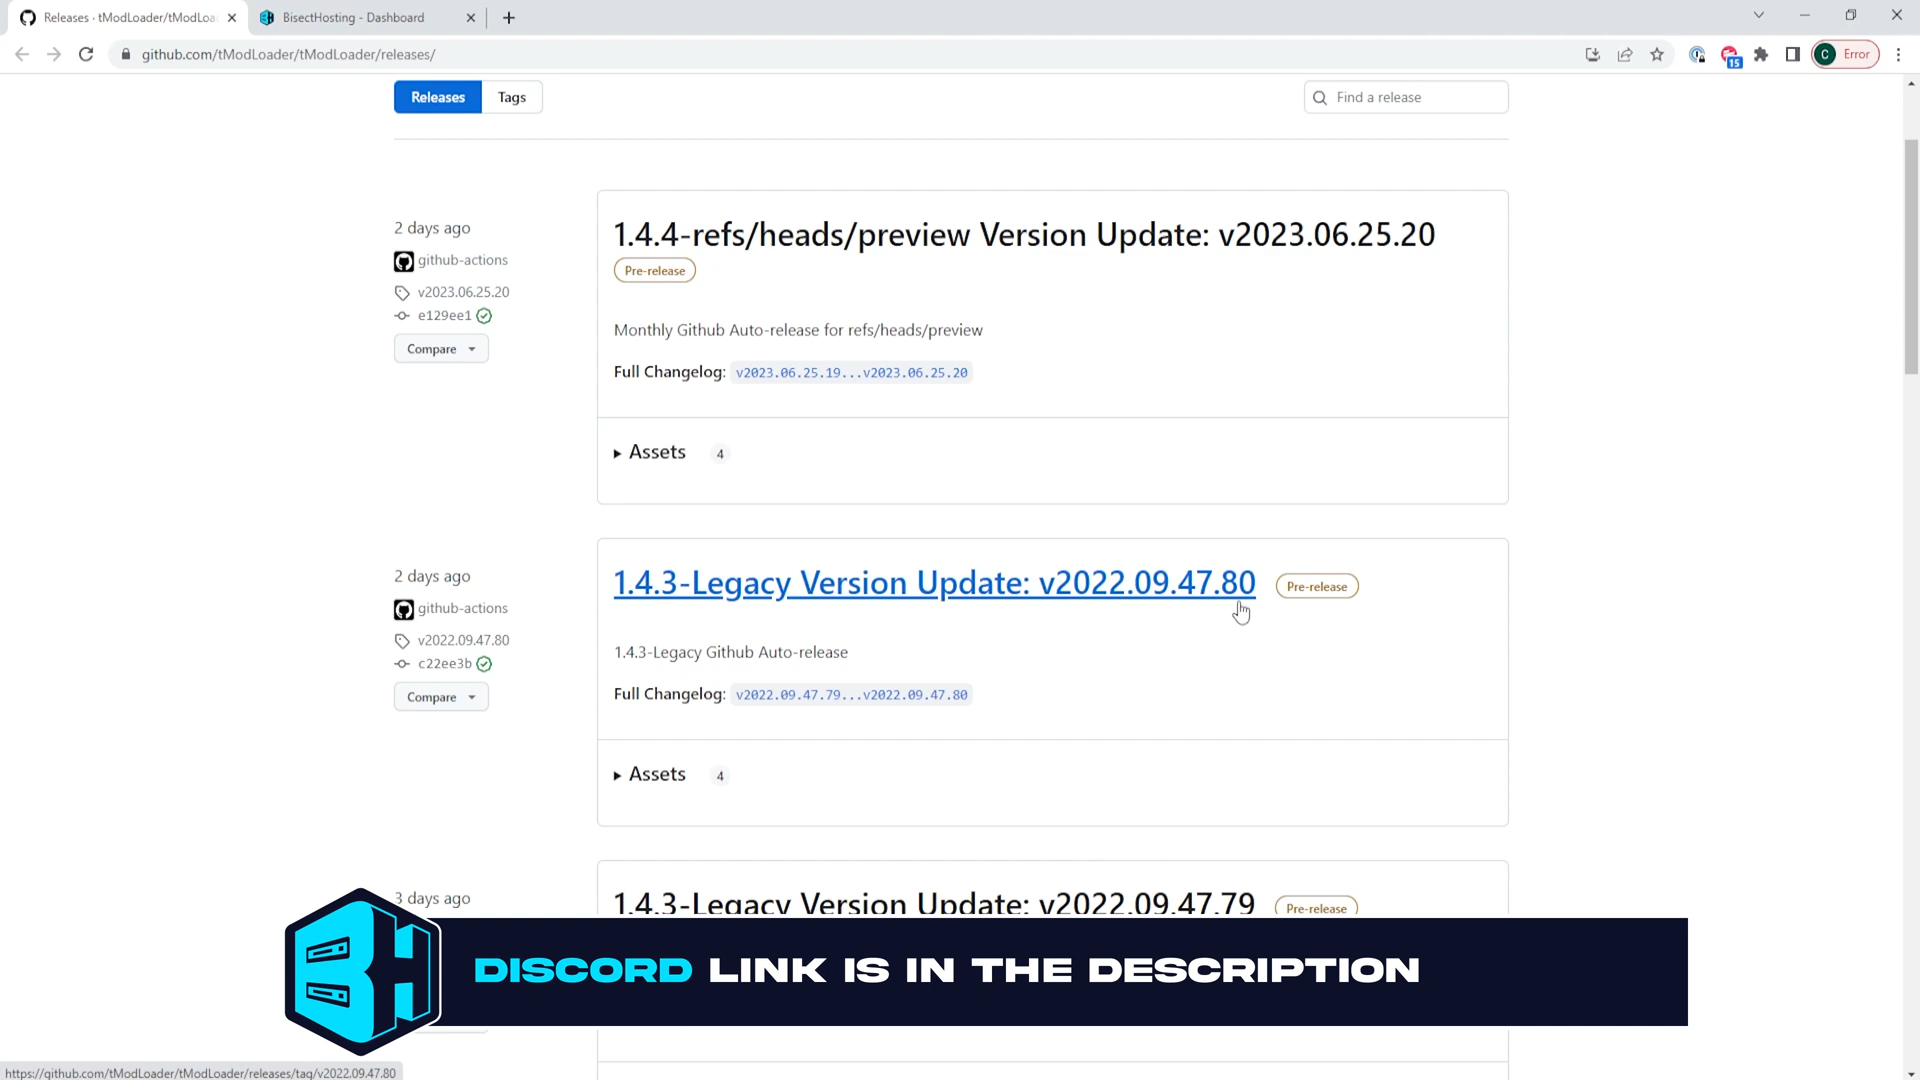 Releases · tModLoader/tModLoa
BisectHosting - Dashboard
github.com/tModLoader/tModLoader/releases/
15
C
Error
Releases
Tags
Find a release
2 days ago
github-actions
v2023.06.25.20
e129ee1
Compare
1.4.4-refs/heads/preview Version Update: v2023.06.25.20
Pre-release
Monthly Github Auto-release for refs/heads/preview
Full Changelog: v2023.06.25.19...v2023.06.25.20
Assets 4
2 days ago
github-actions
v2022.09.47.80
c22ee3b
Compare
1.4.3-Legacy Version Update: v2022.09.47.80
Pre-release
1.4.3-Legacy Github Auto-release
Full Changelog: v2022.09.47.79...v2022.09.47.80
Assets 4
3 days ago
1.4.3-Legacy Version Update: v2022.09.47.79
Pre-release
DISCORD LINK IS IN THE DESCRIPTION
https://github.com/tModLoader/tModLoader/releases/tag/v2022.09.47.80